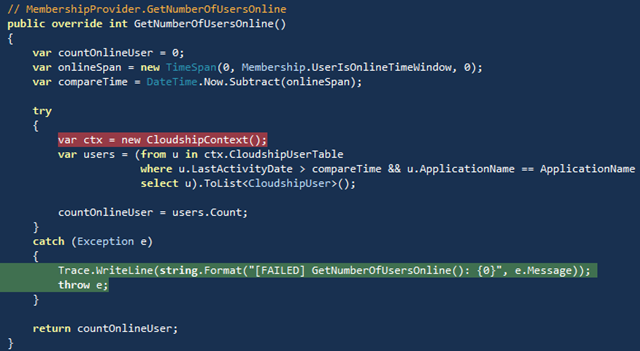 // MembershipProvider.GetNumberOfUsersOnline
public override int GetNumberOfUsersOnline()
{
    var countOnlineUser = 0;
    var onlineSpan = new TimeSpan(0, Membership.UserIsOnlineTimeWindow, 0);
    var compareTime = DateTime.Now.Subtract(onlineSpan);

    try
    {
        var ctx = new CloudshipContext();
        var users = (from u in ctx.CloudshipUserTable
                     where u.LastActivityDate > compareTime && u.ApplicationName == ApplicationName
                     select u).ToList<CloudshipUser>();

        countOnlineUser = users.Count;
    }
    catch (Exception e)
    {
        Trace.WriteLine(string.Format("[FAILED] GetNumberOfUsersOnline(): {0}", e.Message));
        throw e;
    }

    return countOnlineUser;
}